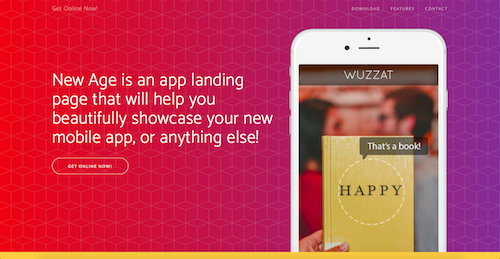 Get Online Now!
DOWNLOAD FEATURES CONTACT
New Age is an app landing
page that will help you
beautifully showcase your new
mobile app, or anything else!
GET ONLINE NOW!
WUZZAT
That's a book!
HAPPY